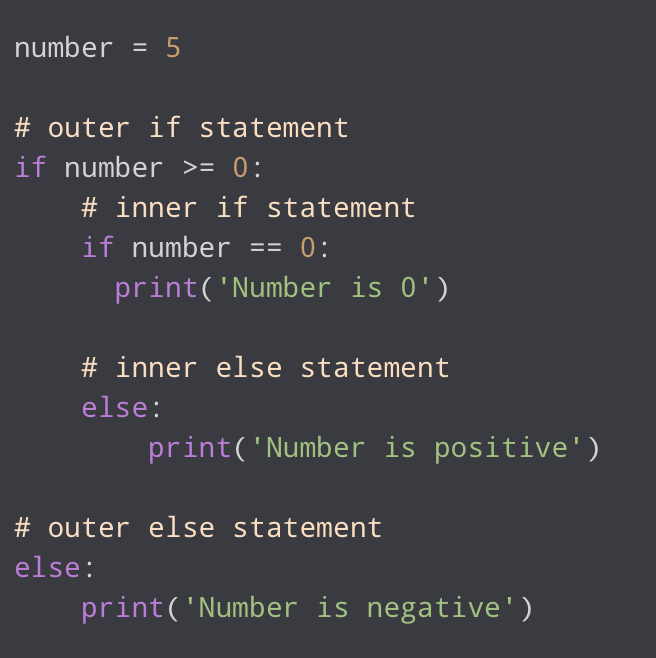 number = 5
# outer if statement
if number >= 0:
    # inner if statement
    if number == 0:
      print('Number is 0')
    # inner else statement
    else:
        print('Number is positive')
# outer else statement
else:
    print('Number is negative')